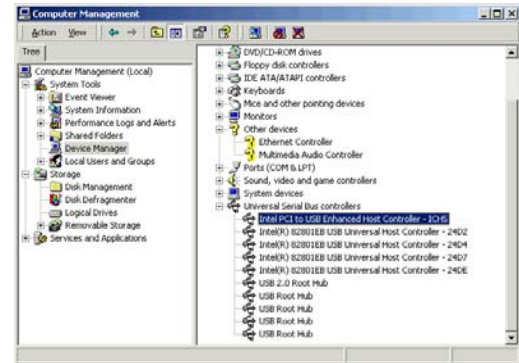 Computer Management
Action View
Tree
Computer Management (Local)
System Tools
Event Viewer
System Information
Performance Logs and Alerts
Shared Folders
Device Manager
Local Users and Groups
Storage
Disk Management
Disk Defragmenter
Logical Drives
Removable Storage
Services and Applications
DVD/CD-ROM drives
Floppy disk controllers
IDE ATA/ATAPI controllers
Keyboards
Mice and other pointing devices
Monitors
Other devices
Ethernet Controller
Multimedia Audio Controller
Ports (COM & LPT)
Sound, video and game controllers
System devices
Universal Serial Bus controllers
Intel PCI to USB Enhanced Host Controller - ICH5
Intel(R) 82801EB USB Universal Host Controller - 24D2
Intel(R) 82801EB USB Universal Host Controller - 24D4
Intel(R) 82801EB USB Universal Host Controller - 24D7
Intel(R) 82801EB USB Universal Host Controller - 24DE
USB 2.0 Root Hub
USB Root Hub
USB Root Hub
USB Root Hub
USB Root Hub